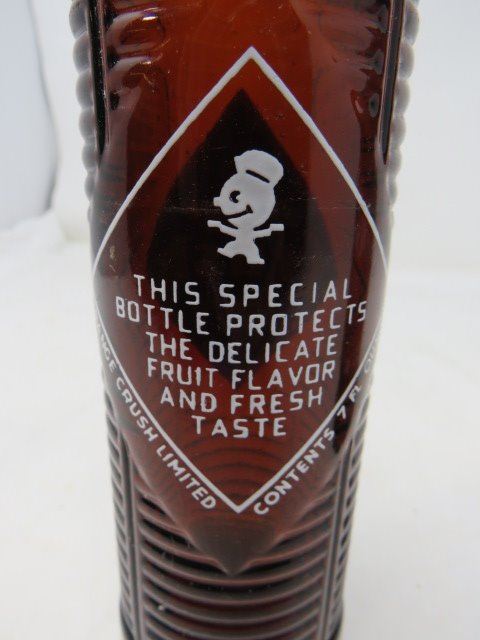 THIS SPECIAL
BOTTLE PROTECTS
THE DELICATE
FRUIT FLAVOR
AND FRESH
TASTE
CRUSH LIMITED
CONTENTS 7 FL.